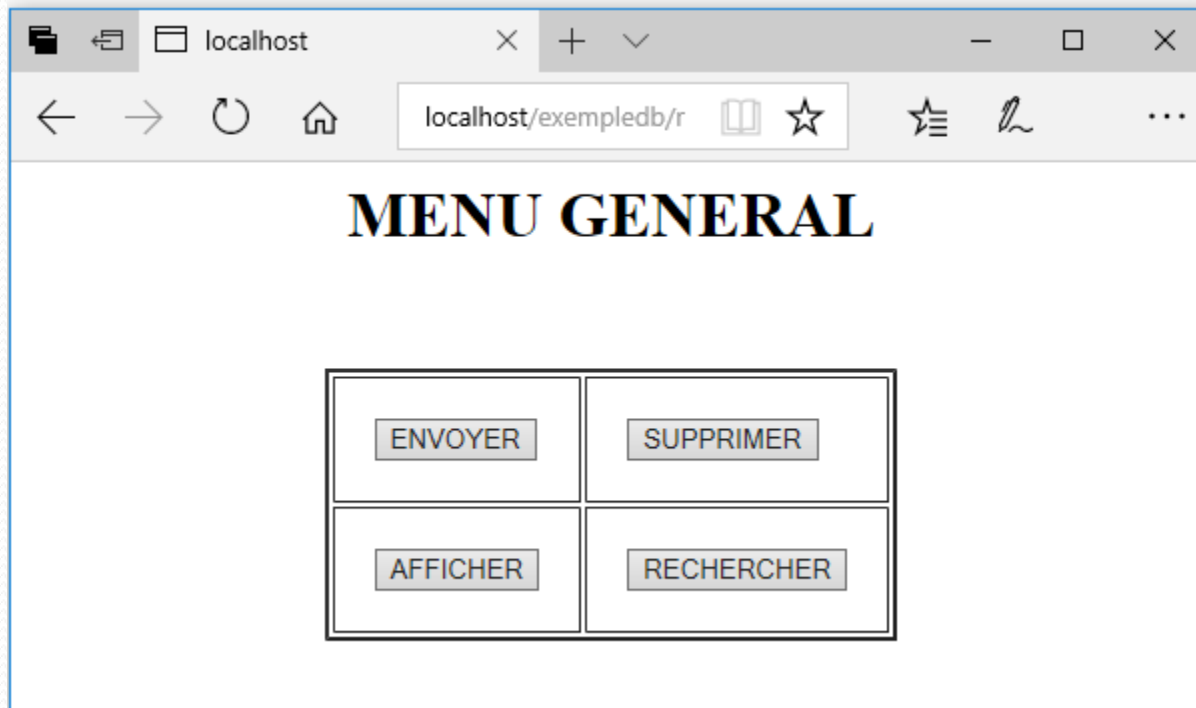 localhost
localhost/exempledb/r
MENU GENERAL
ENVOYER SUPPRIMER
AFFICHER RECHERCHER